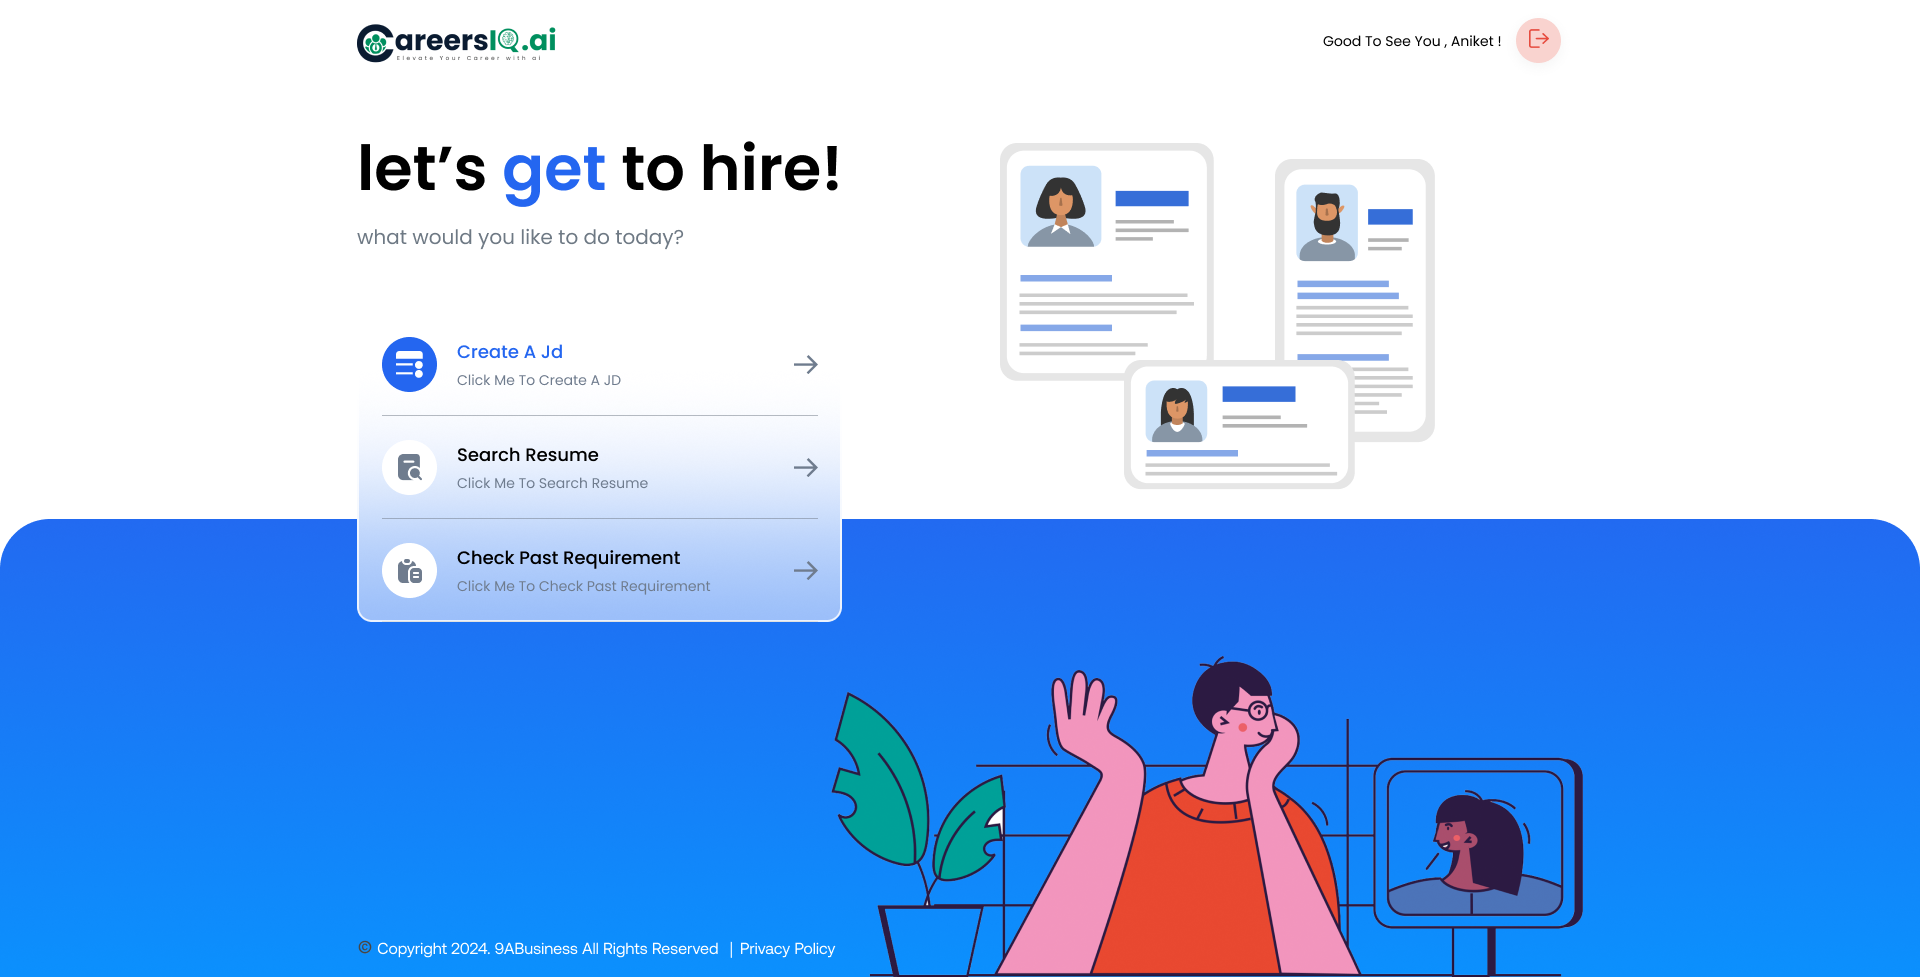 CareersIQ.ai
Elevate Your Career with ai
Good To See You , Aniket !
let’s get to hire!
what would you like to do today?
Create A Jd
Click Me To Create A JD
Search Resume
Click Me To Search Resume
Check Past Requirement
Click Me To Check Past Requirement
© Copyright 2024. 9ABusiness All Rights Reserved | Privacy Policy